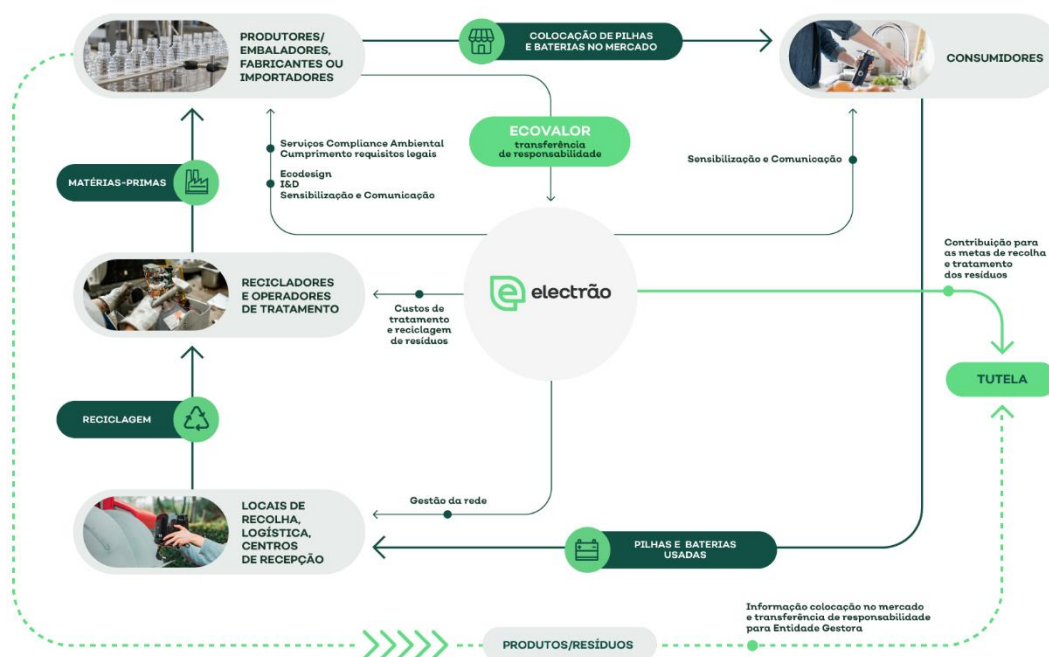 PRODUTORES/
EMBALADORES,
FABRICANTES OU
IMPORTADORES
COLOCAÇÃO DE PILHAS
E BATERIAS NO MERCADO
CONSUMIDORES
ECOVALOR
transferência
de responsabilidade
Serviços Compliance Ambiental
Cumprimento requisitos legais
Ecodesign
I&D
Sensibilização e Comunicação
Sensibilização e Comunicação
MATÉRIAS-PRIMAS
Contribuição para
as metas de recolha
e tratamento
dos resíduos
RECICLADORES
E OPERADORES
DE TRATAMENTO
Custos de
tratamento
e reciclagem
de resíduos
electrão
TUTELA
RECICLAGEM
Gestão da rede
LOCAIS DE
RECOLHA,
LOGÍSTICA,
CENTROS
DE RECEPÇÃO
PILHAS E BATERIAS
USADAS
Informação colocação no mercado
e transferência de responsabilidade
para Entidade Gestora
PRODUTOS/RESÍDUOS